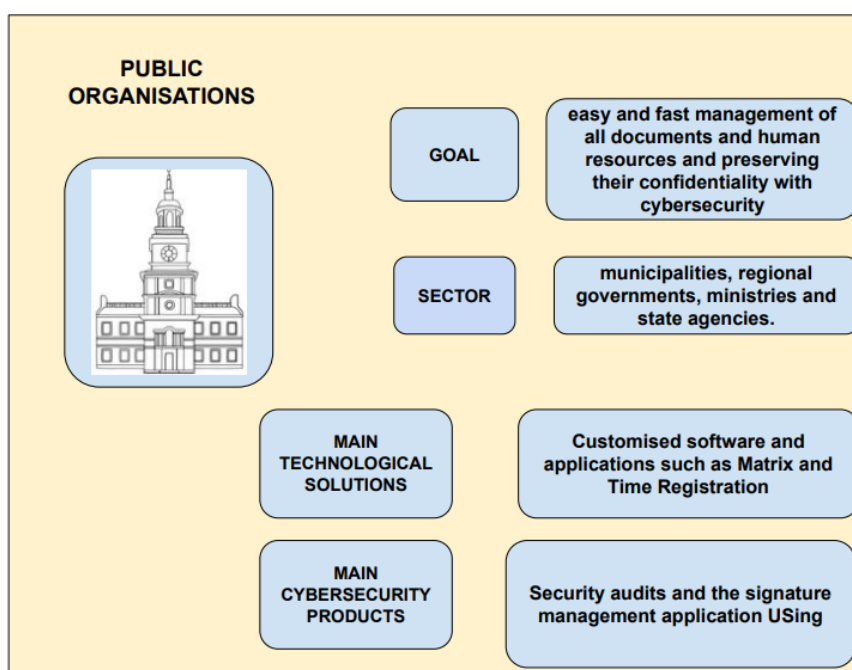 PUBLIC
ORGANISATIONS
GOAL
easy and fast management of
all documents and human
resources and preserving
their confidentiality with
cybersecurity
SECTOR
municipalities, regional
governments, ministries and
state agencies.
MAIN
TECHNOLOGICAL
SOLUTIONS
Customised software and
applications such as Matrix and
Time Registration
MAIN
CYBERSECURITY
PRODUCTS
Security audits and the signature
management application USing